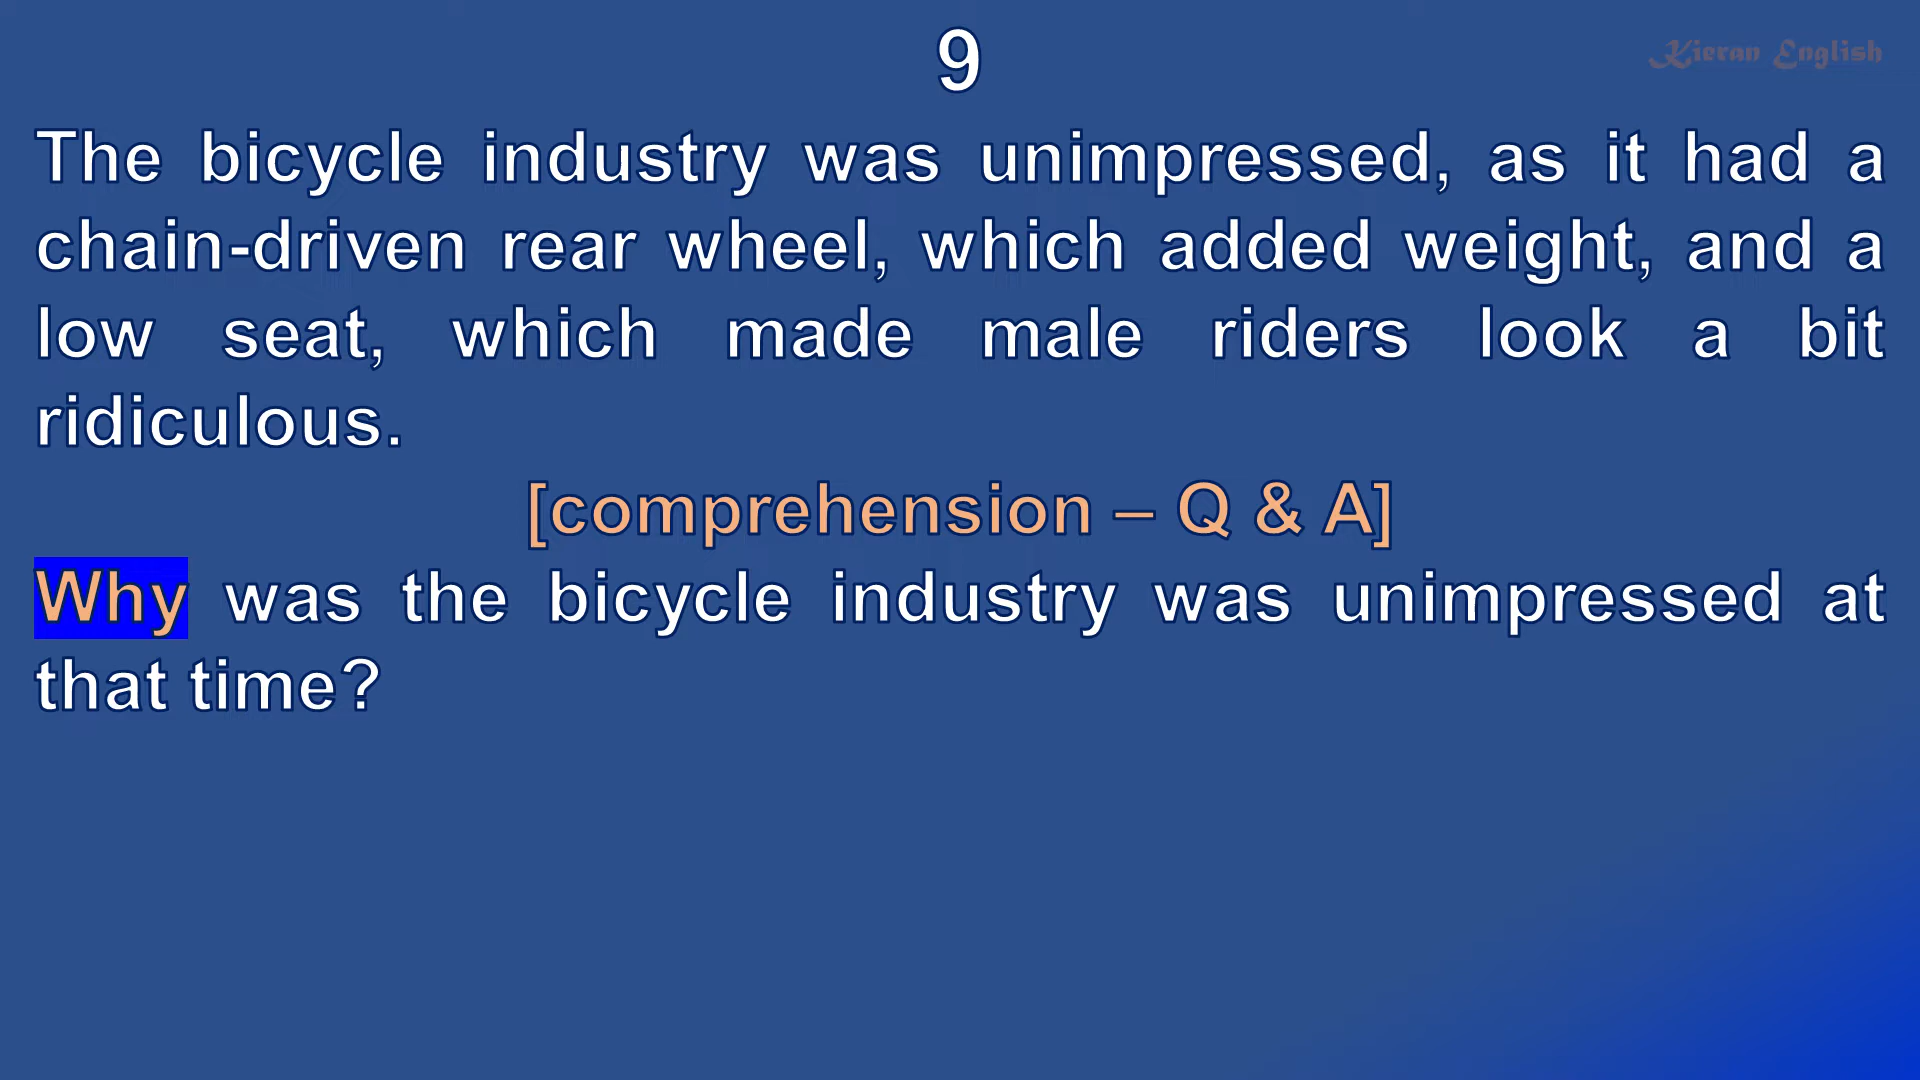 9
Kieran English
The bicycle industry was unimpressed, as it had a
chain-driven rear wheel, which added weight, and a
low seat, which made male riders look a bit
ridiculous.
[comprehension – Q & A]
Why was the bicycle industry was unimpressed at
that time?